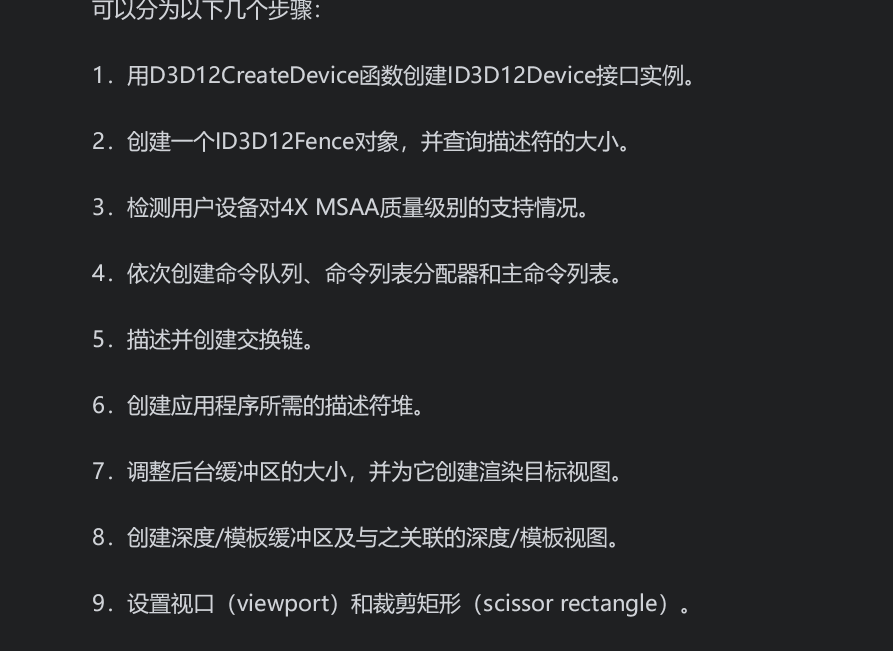 可以分为以下几个步骤：
1. 用D3D12CreateDevice函数创建ID3D12Device接口实例。
2. 创建一个ID3D12Fence对象，并查询描述符的大小。
3. 检测用户设备对4X MSAA质量级别的支持情况。
4. 依次创建命令队列、命令列表分配器和主命令列表。
5. 描述并创建交换链。
6. 创建应用程序所需的描述符堆。
7. 调整后台缓冲区的大小，并为它创建渲染目标视图。
8. 创建深度/模板缓冲区及与之关联的深度/模板视图。
9. 设置视口（viewport）和裁剪矩形（scissor rectangle）。